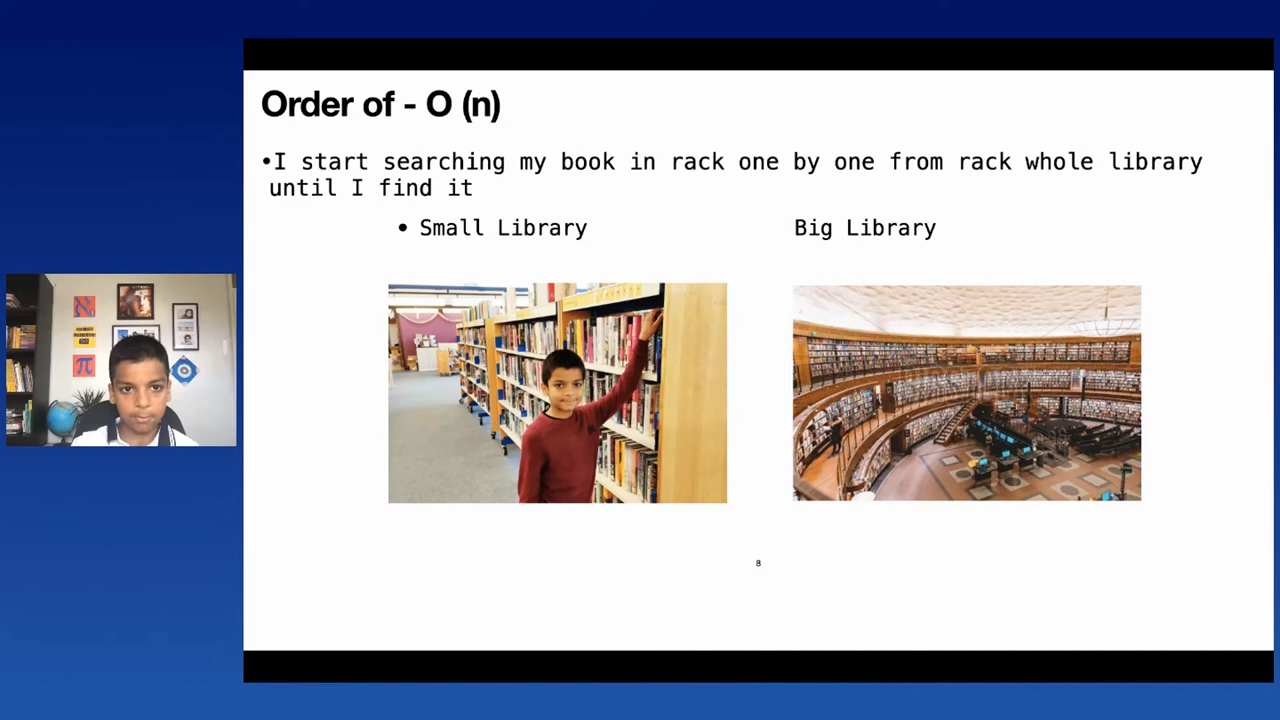 Order of - O (n)
•I start searching my book in rack one by one from rack whole library
until I find it
• Small Library
Big Library
π
8